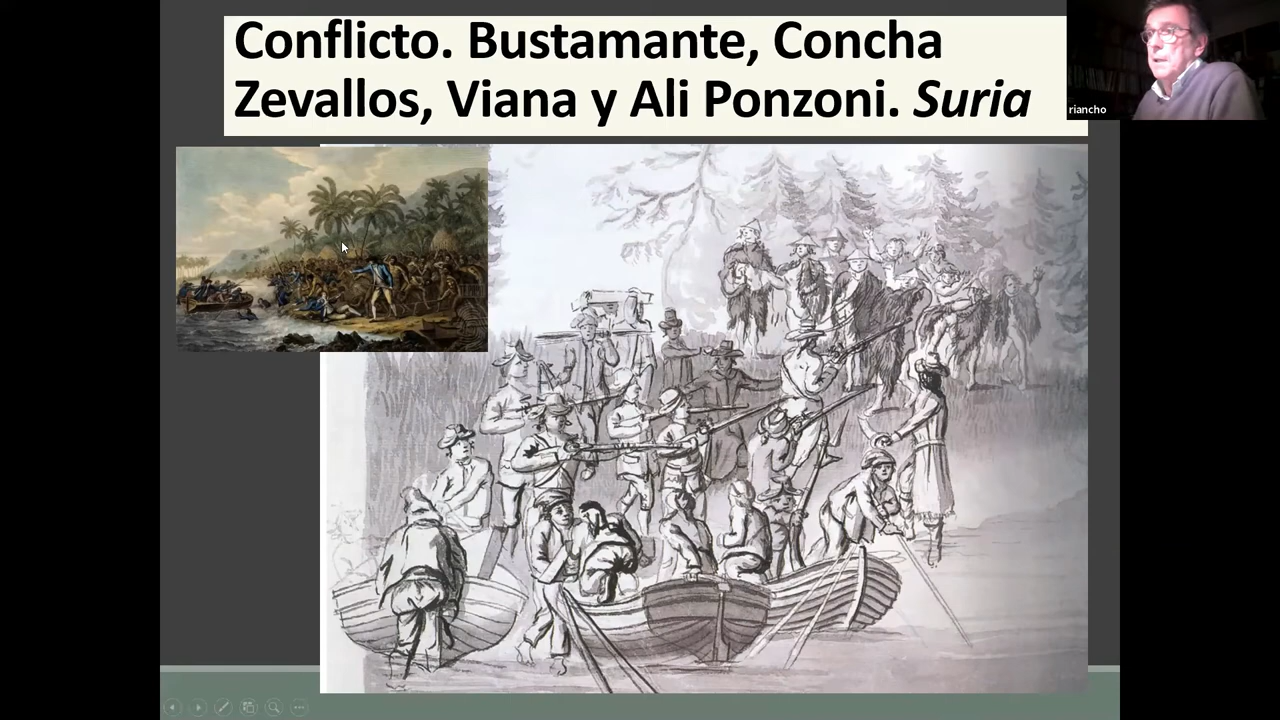 Conflicto. Bustamante, Concha
Zevallos, Viana y Ali Ponzoni. Suria
riancho